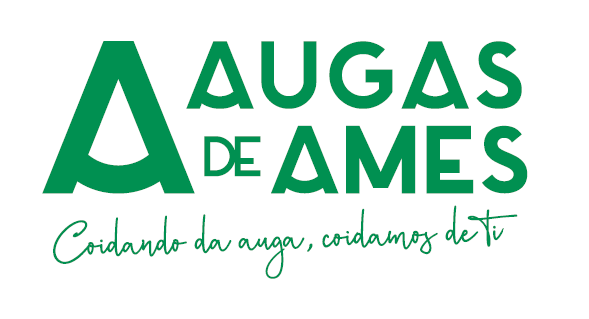 A AUGAS
DE AMES
Coidando da auga, coidamos de ti